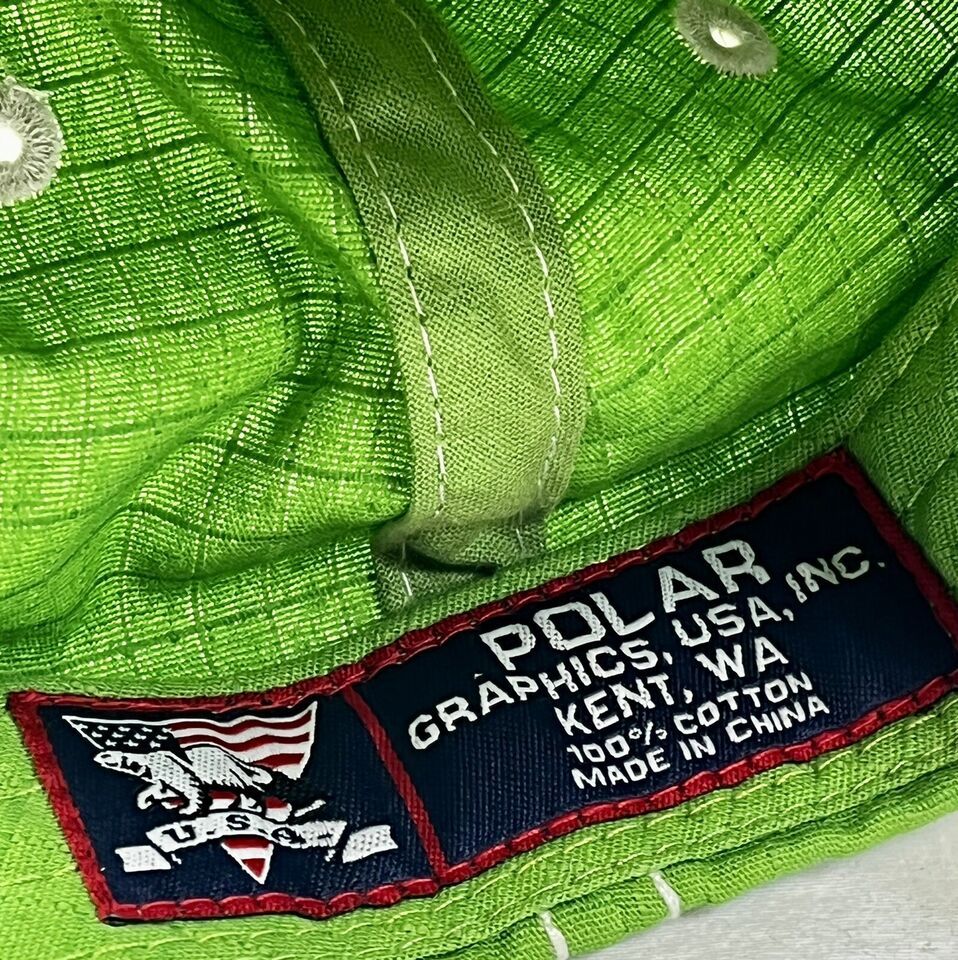 POLAR
GRAPHICS, USA, INC.
KENT, WA
100% COTTON
MADE IN CHINA
U.S.C.